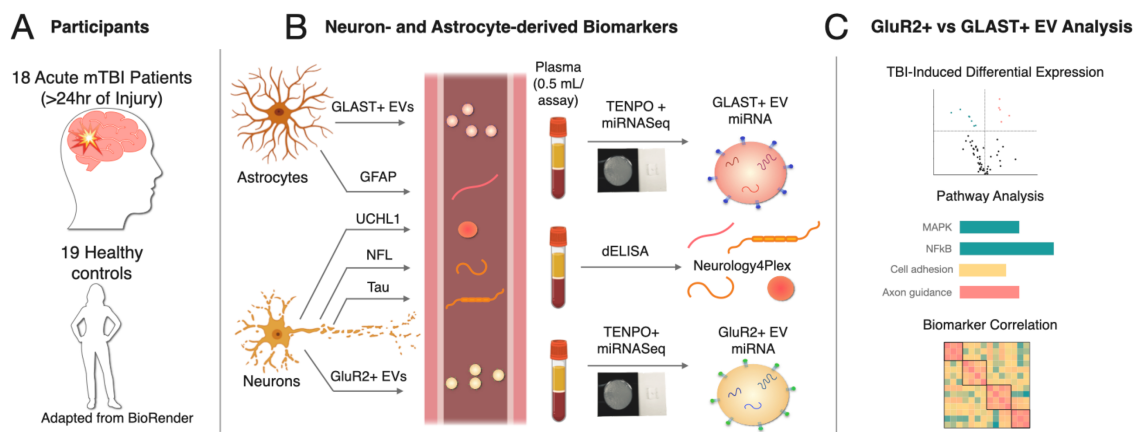 A Participants
18 Acute mTBI Patients
(>24hr of Injury)
19 Healthy
controls
Adapted from BioRender
B Neuron- and Astrocyte-derived Biomarkers
GLAST+ EVs
Astrocytes
GFAP
UCHL1
NFL
Tau
Neurons
GluR2+ EVs
Plasma
(0.5 mL/
assay)
TENPO +
miRNASeq
GLAST+ EV
miRNA
dELISA
Neurology4Plex
TENPO+
miRNASeq
GluR2+ EV
miRNA
C GluR2+ vs GLAST+ EV Analysis
TBI-Induced Differential Expression
Pathway Analysis
MAPK
NFkB
Cell adhesion
Axon guidance
Biomarker Correlation